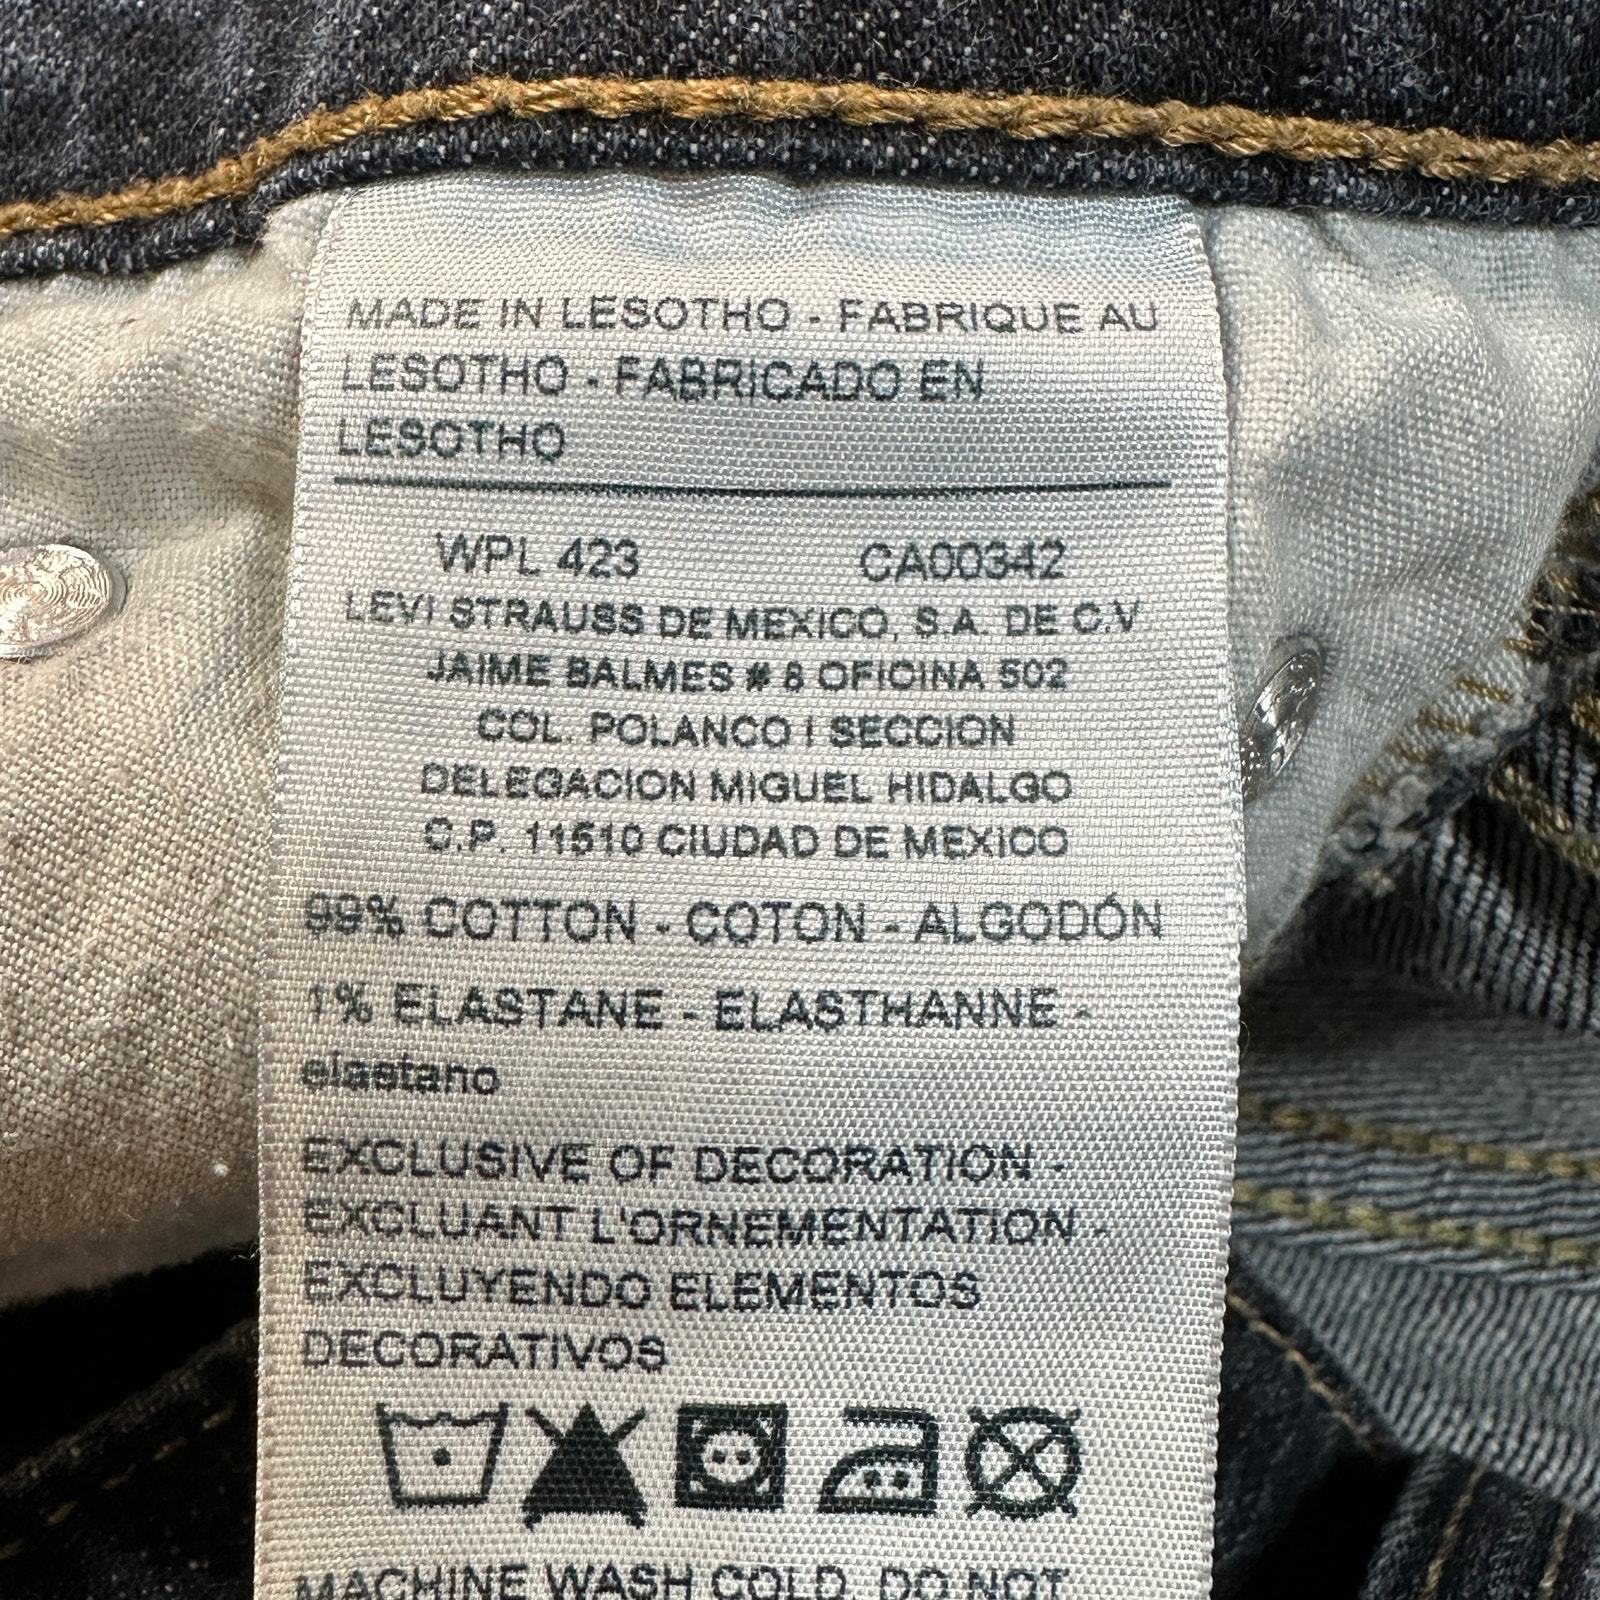 MADE IN LESOTHO - FABRIQUE AU
LESOTHO - FABRICADO EN
LESOTHO
WPL 423 CA00342
LEVI STRAUSS DE MEXICO, S.A. DE C.V
JAIME BALMES # 8 OFICINA 502
COL. POLANCO I SECCION
DELEGACION MIGUEL HIDALGO
C.P. 11510 CIUDAD DE MEXICO
99% COTTON - COTON - ALGODÓN
1% ELASTANE - ELASTHANNE -
elastano
EXCLUSIVE OF DECORATION -
EXCLUANT L'ORNEMENTATION -
EXCLUYENDO ELEMENTOS
DECORATIVOS
MACHINE WASH COLD, DO NOT